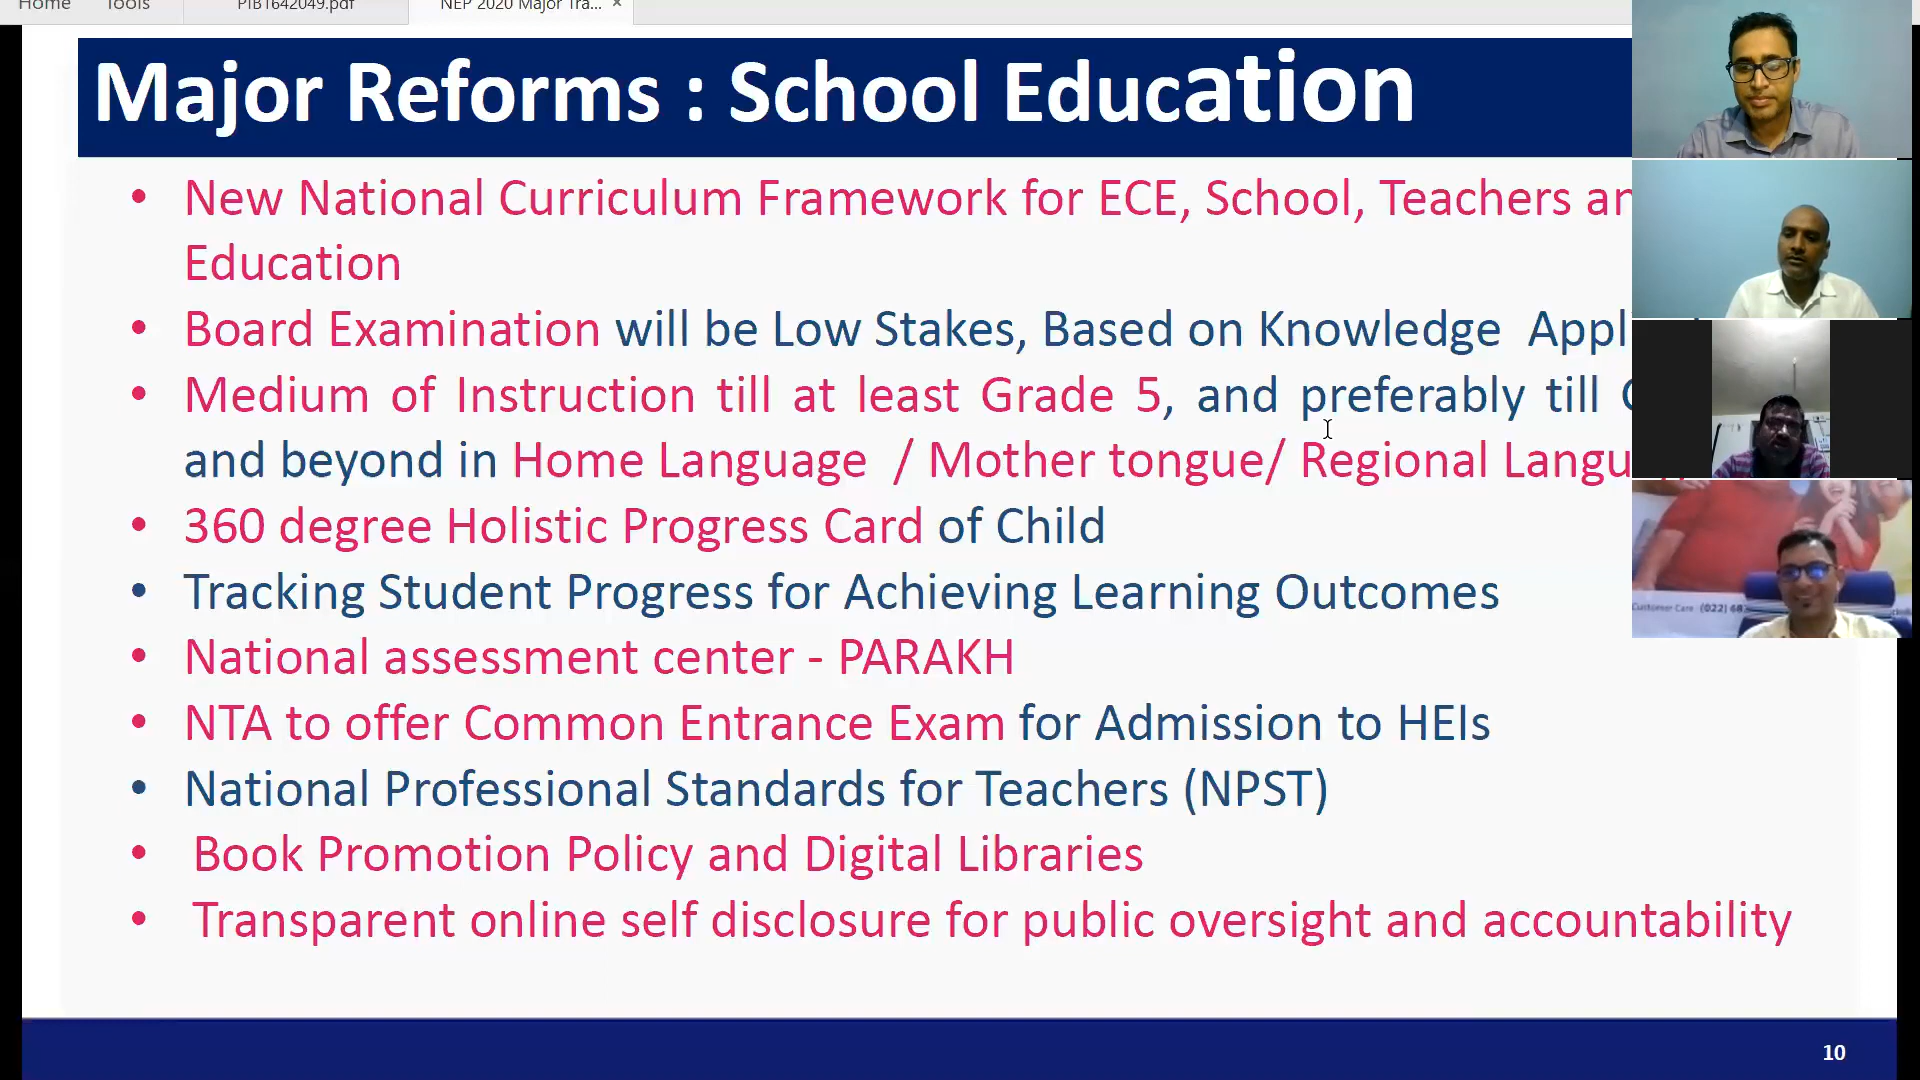 Home Tools PIB1642049.pdf NEP 2020 Major Tra... ×
Major Reforms : School Education
• New National Curriculum Framework for ECE, School, Teachers
Education
• Board Examination will be Low Stakes, Based on Knowledge
• Medium of Instruction till at least Grade 5, and preferably till
and beyond in Home Language / Mother tongue/ Regional
• 360 degree Holistic Progress Card of Child
• Tracking Student Progress for Achieving Learning Outcomes
Customer Care (022)
• National assessment center - PARAKH
• NTA to offer Common Entrance Exam for Admission to HEIs
• National Professional Standards for Teachers (NPST)
• Book Promotion Policy and Digital Libraries
• Transparent online self disclosure for public oversight and accountability
10